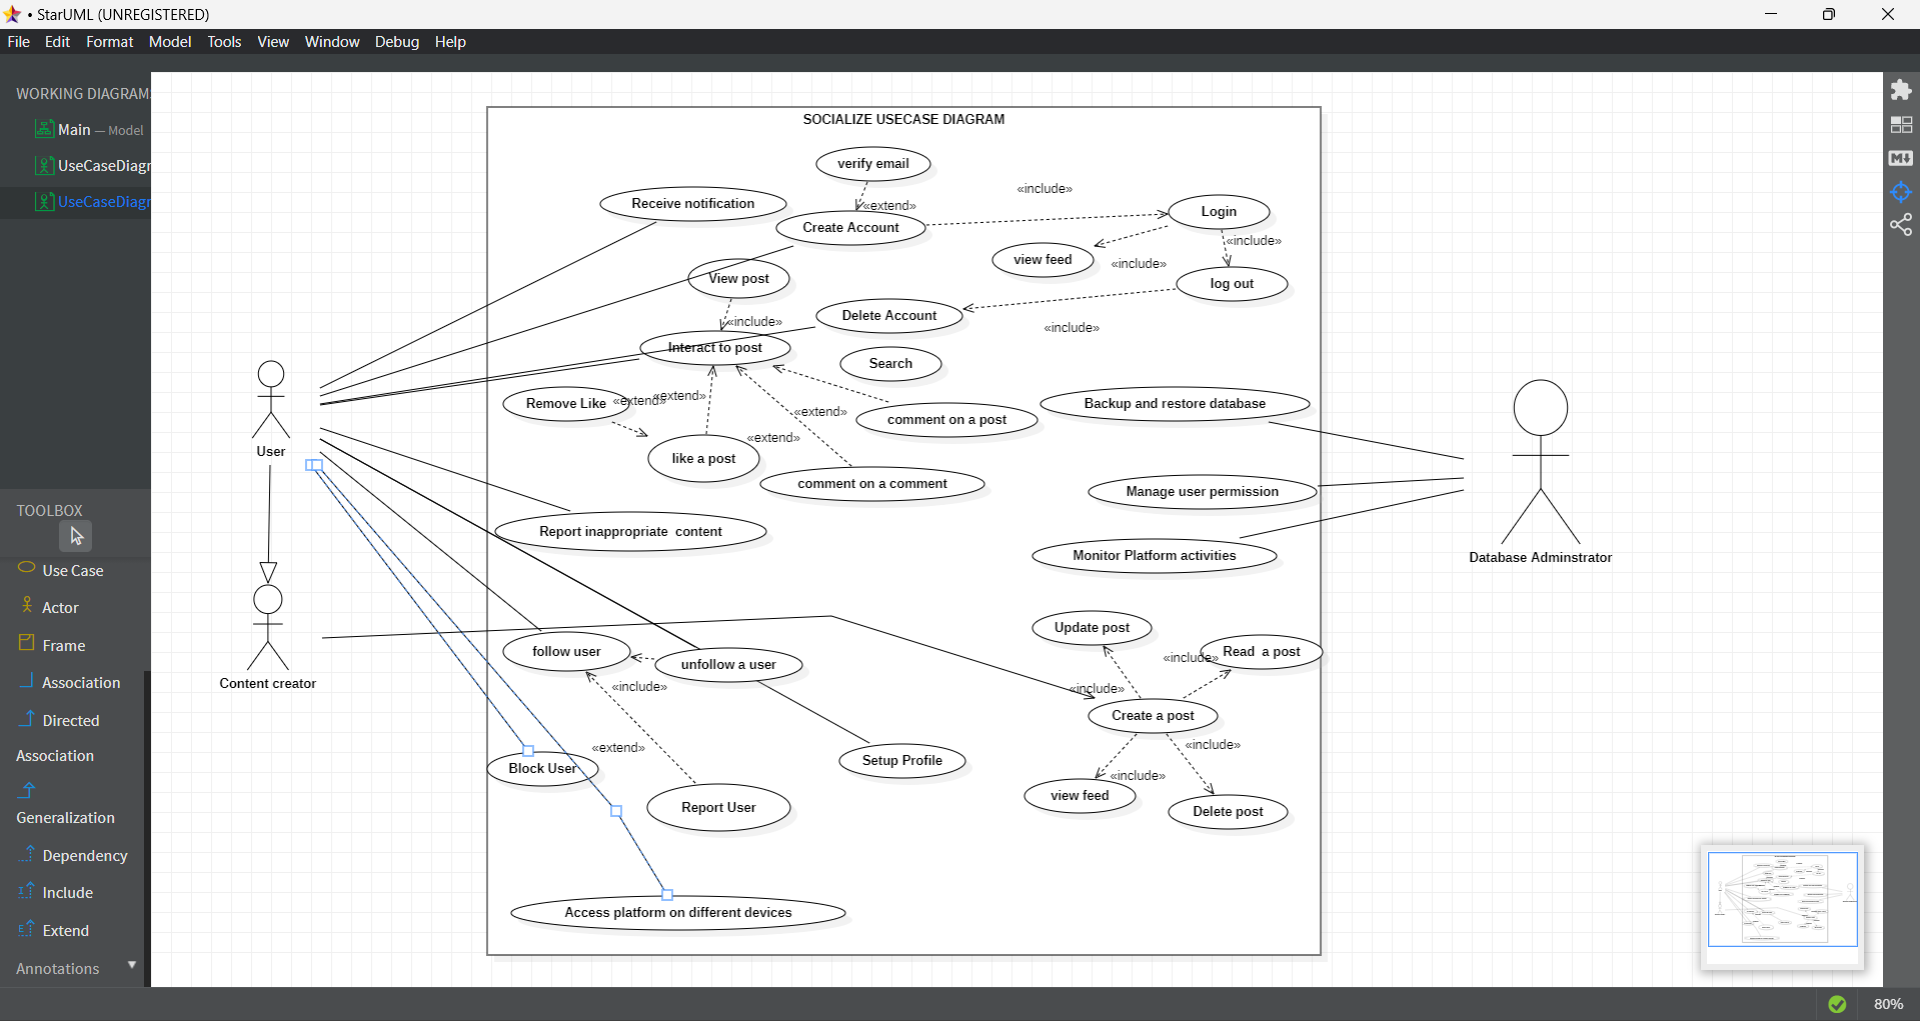 • StarUML (UNREGISTERED)
File Edit Format Model Tools View Window Debug Help
WORKING DIAGRAMS
Main — Model
UseCaseDiagr
UseCaseDiagr
TOOLBOX
Use Case
Actor
Frame
Association
Directed
Association
Generalization
Dependency
Include
Extend
Annotations
SOCIALIZE USECASE DIAGRAM
verify email
«include»
Receive notification
«extend»
Login
Create Account
«include»
view feed
«include»
View post
log out
Delete Account
«include»
«include»
Interact to post
Search
Remove Like
«extend»
«extend»
«extend»
comment on a post
Backup and restore database
«extend»
like a post
comment on a comment
Manage user permission
User
Report inappropriate  content
Monitor Platform activities
Database Adminstrator
Update post
follow user
unfollow a user
«include»
Read  a post
Content creator
«include»
«include»
Create a post
«extend»
«include»
Block User
Setup Profile
«include»
view feed
Report User
Delete post
Access platform on different devices
80%